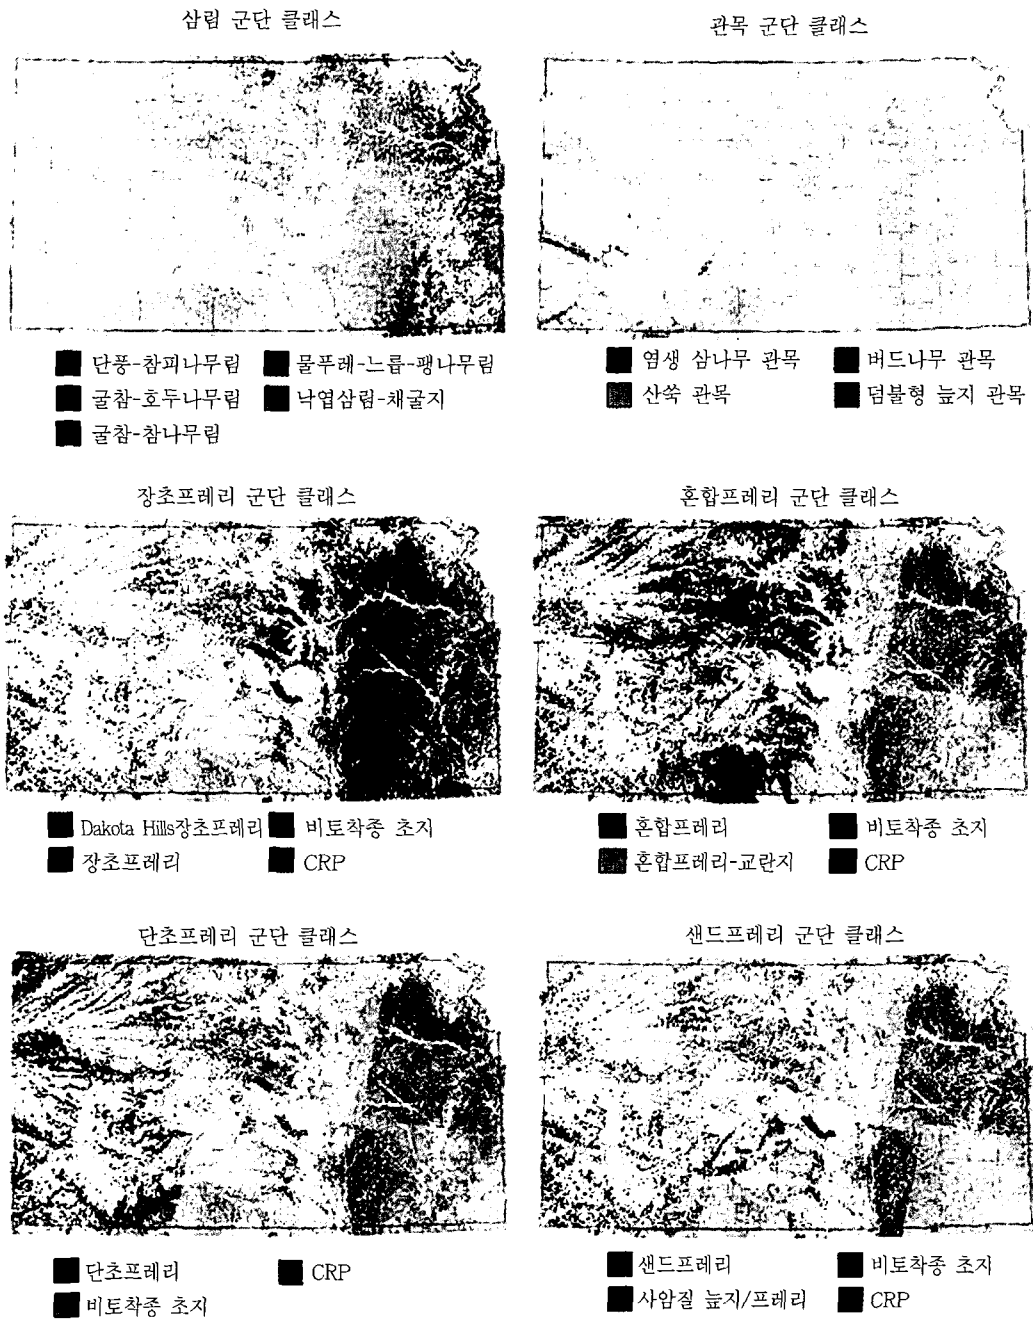 삼림 군단 클래스
관목 군단 클래스
단풍-참피나무림
물푸레-느릅-팽나무림
굴참-호두나무림
낙엽삼림-채굴지
굴참-참나무림
염생 삼나무 관목
버드나무 관목
산쑥 관목
덤불형 늪지 관목
장초프레리 군단 클래스
혼합프레리 군단 클래스
Dakota Hills장초프레리
비토착종 초지
장초프레리
CRP
혼합프레리
비토착종 초지
혼합프레리-교란지
CRP
단초프레리 군단 클래스
샌드프레리 군단 클래스
단초프레리
CRP
비토착종 초지
샌드프레리
비토착종 초지
사암질 늪지/프레리
CRP